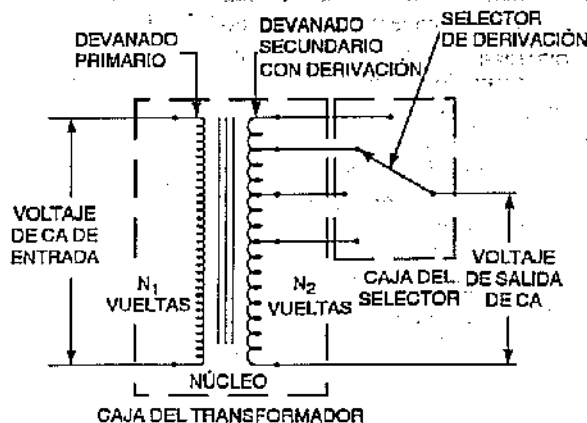 DEVANADO
PRIMARIO
DEVANADO
SECUNDARIO
CON DERIVACIÓN
SELECTOR
DE DERIVACIÓN
VOLTAJE
DE CA DE
ENTRADA
N1
VUELTAS
N2
VUELTAS
CAJA DEL
SELECTOR
VOLTAJE
DE SALIDA
DE CA
NÚCLEO
CAJA DEL TRANSFORMADOR